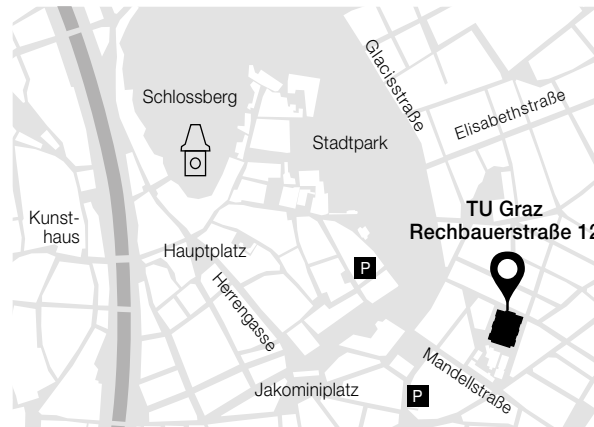 Glacisstraße
Schlossberg
Elisabethstraße
Stadtpark
TU Graz
Rechbauerstraße 12
Kunst-
haus
Hauptplatz
P
Herrengasse
Mandellstraße
Jakominiplatz
P